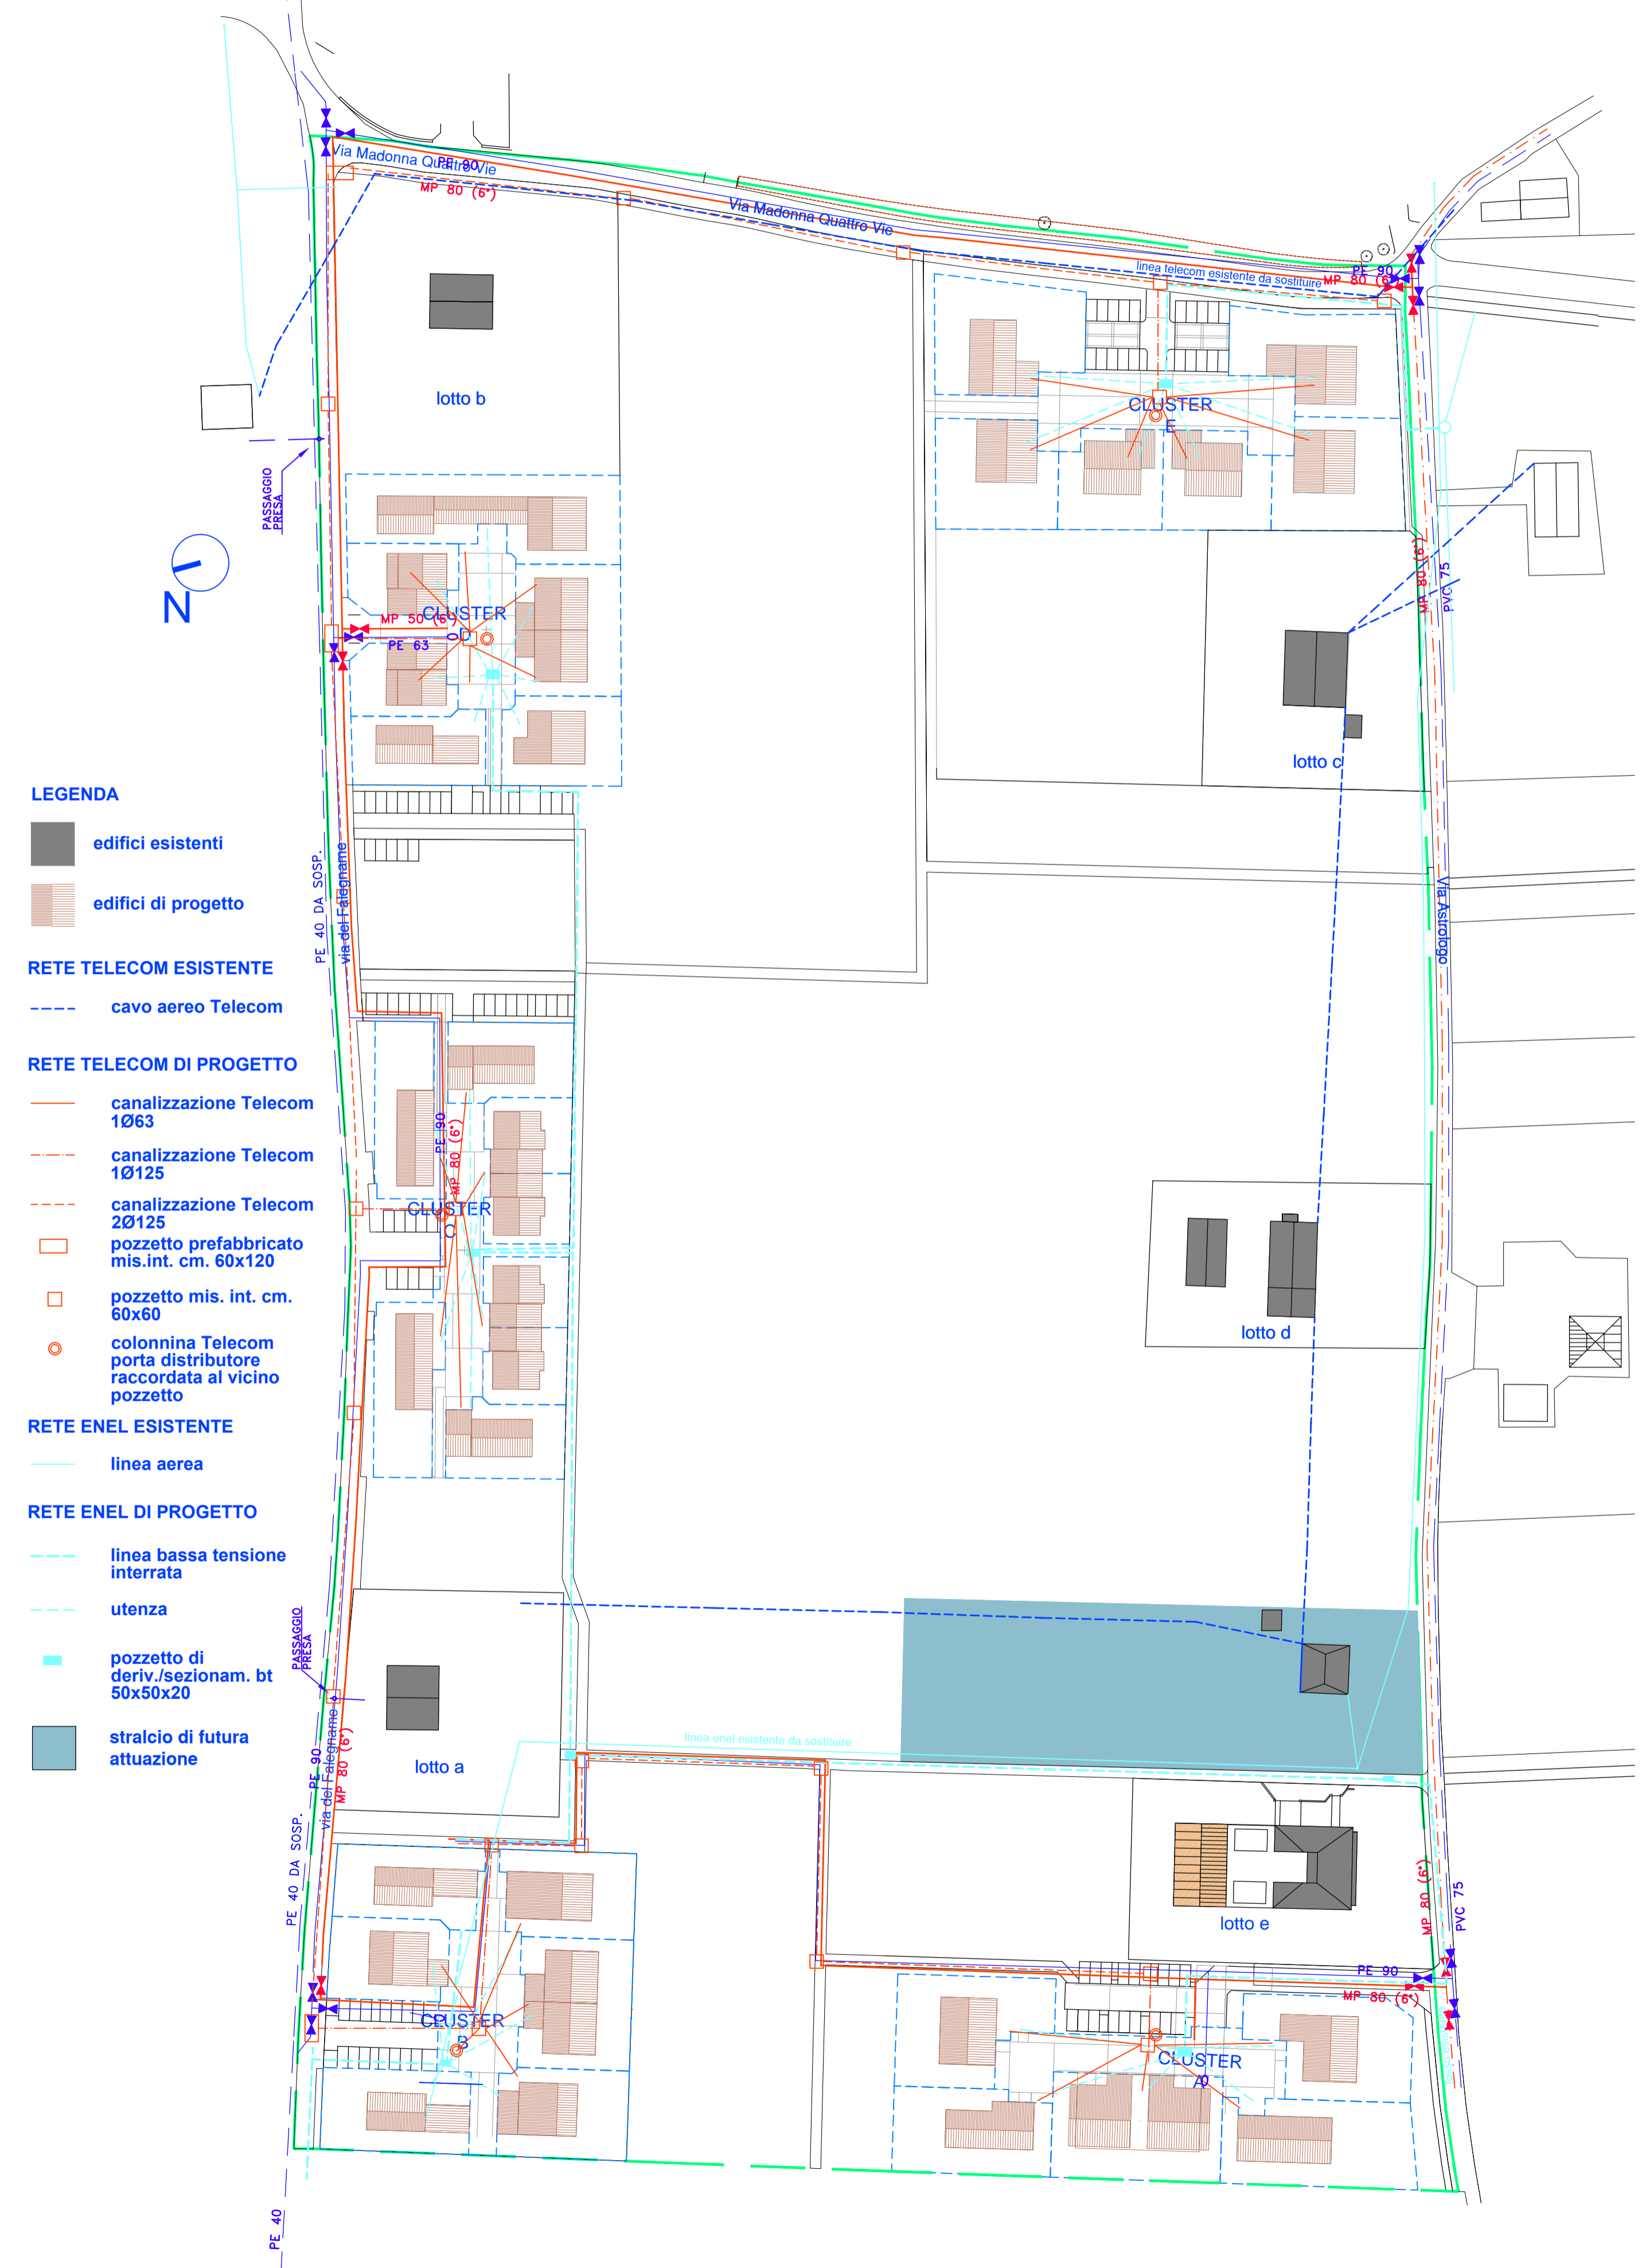 Via Madonna Quattro Vie
PE 90
MP 80 (6")
Via Madonna Quattro Vie
linea telecom esistente da sostituire
PE 90
MP 80 (6"
lotto b
CLUSTER
E
PASSAGGIO
PRESA
N
MP 80 (6")
PVC 75
CLUSTER
D
MP 50 (6")
PE 63
lotto c
LEGENDA
edifici esistenti
edifici di progetto
RETE TELECOM ESISTENTE
cavo aereo Telecom
RETE TELECOM DI PROGETTO
canalizzazione Telecom
1Ø63
canalizzazione Telecom
1Ø125
canalizzazione Telecom
2Ø125
pozzetto prefabbricato
mis.int. cm. 60x120
pozzetto mis. int. cm.
60x60
colonnina Telecom
porta distributore
raccordata al vicino
pozzetto
RETE ENEL ESISTENTE
linea aerea
RETE ENEL DI PROGETTO
linea bassa tensione
interrata
utenza
pozzetto di
deriv./sezionam. bt
50x50x20
stralcio di futura
attuazione
PE 40 DA SOSP.
via del Falegname
Via Astrologo
PE 90
MP 80 (6")
CLUSTER
C
lotto d
PASSAGGIO
PRESA
linea enel esistente da sostituire
lotto a
PE 90
via del Falegname
MP 80 (6")
PE 40 DA SOSP.
lotto e
MP 80 (6")
PVC 75
PE 90
MP 80 (6")
CLUSTER
B
CLUSTER
A
PE 40